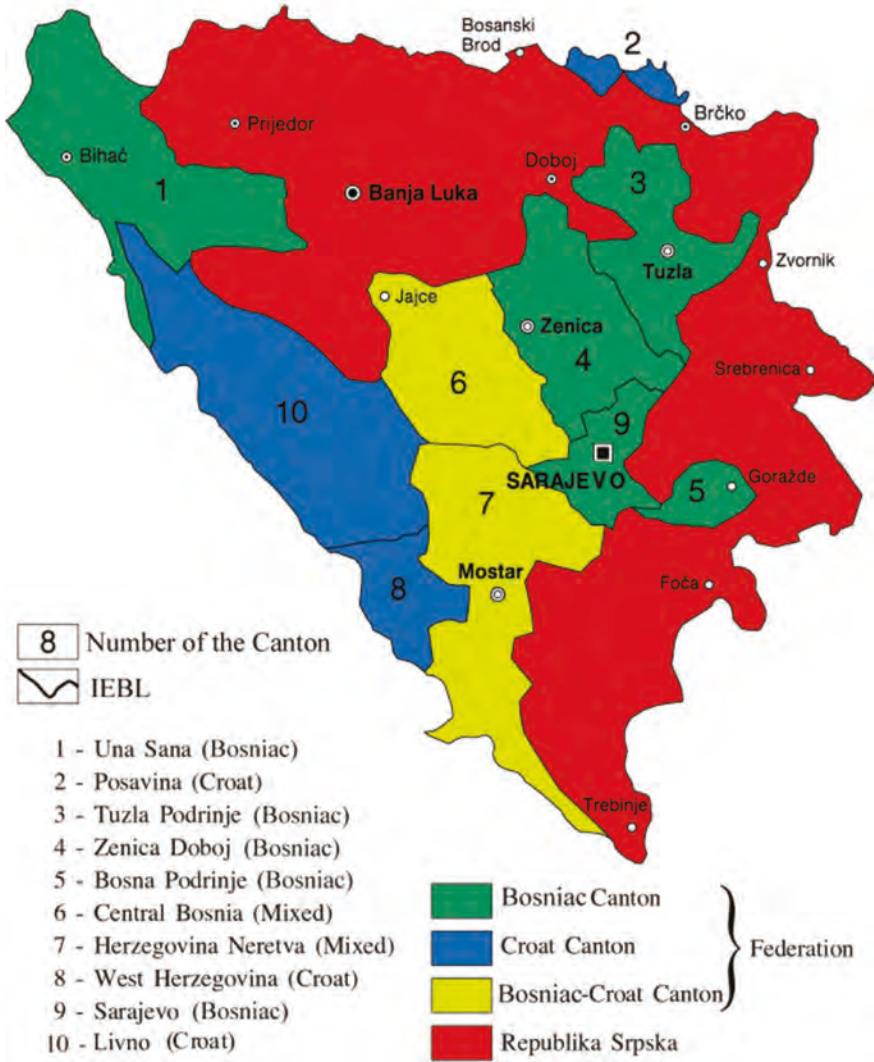 Bosanski
Brod
2
Brčko
Prijedor
Bihać
Doboj
3
1
Banja Luka
Tuzla
Zvornik
Jajce
Zenica
4
Srebrenica
6
10
9
SARAJEVO
Goražde
5
7
Mostar
Foča
8
Trebinje
8 Number of the Canton
IEBL
1 - Una Sana (Bosniac)
2 - Posavina (Croat)
3 - Tuzla Podrinje (Bosniac)
4 - Zenica Doboj (Bosniac)
5 - Bosna Podrinje (Bosniac)
6 - Central Bosnia (Mixed)
7 - Herzegovina Neretva (Mixed)
8 - West Herzegovina (Croat)
9 - Sarajevo (Bosniac)
10 - Livno (Croat)
Bosniac Canton
Croat Canton
Bosniac-Croat Canton
Federation
Republika Srpska